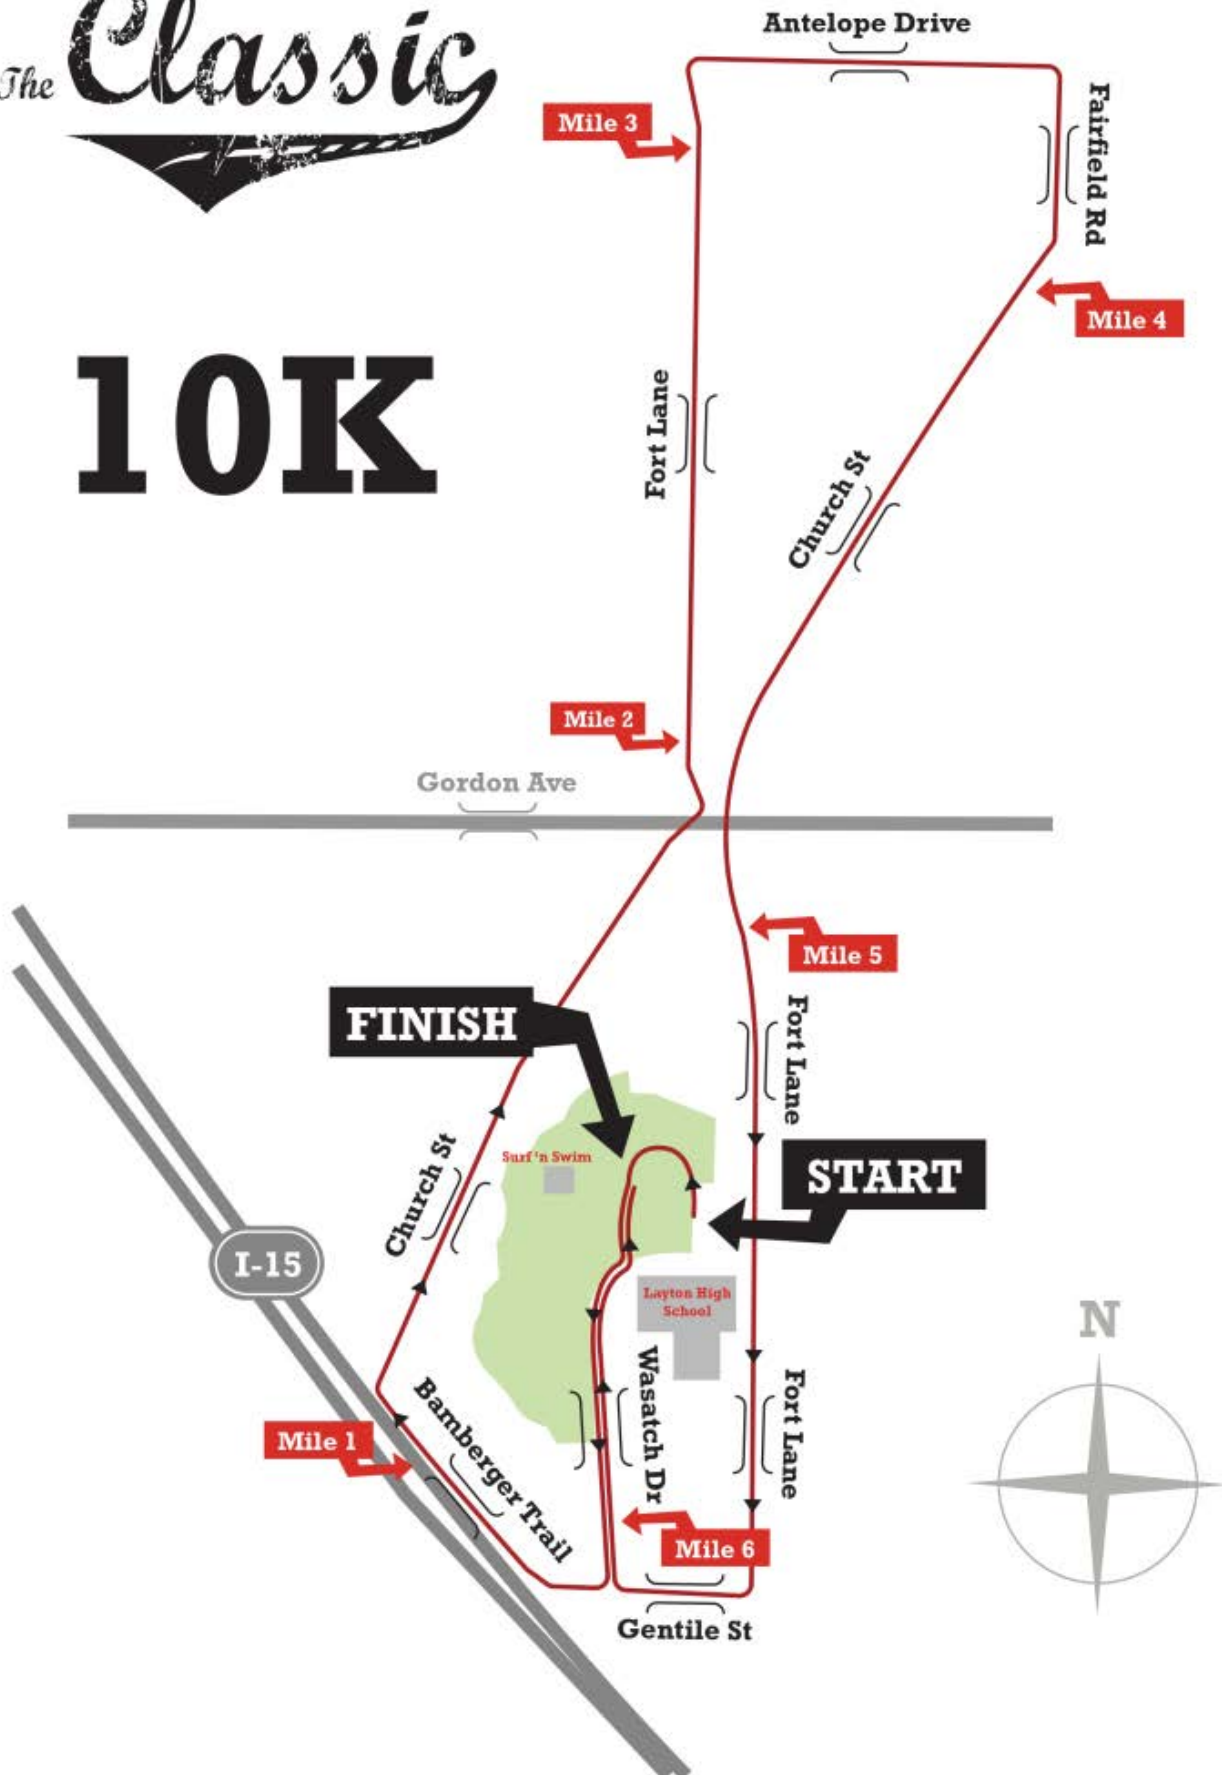 The Classic
10K
Antelope Drive
Fairfield Rd
Mile 3
Mile 4
Fort Lane
Church St
Mile 2
Gordon Ave
Mile 5
FINISH
Fort Lane
Surf'n Swim
START
Church St
I-15
Layton High
School
N
Wasatch Dr
Fort Lane
Bamberger Trail
Mile 1
Mile 6
Gentile St